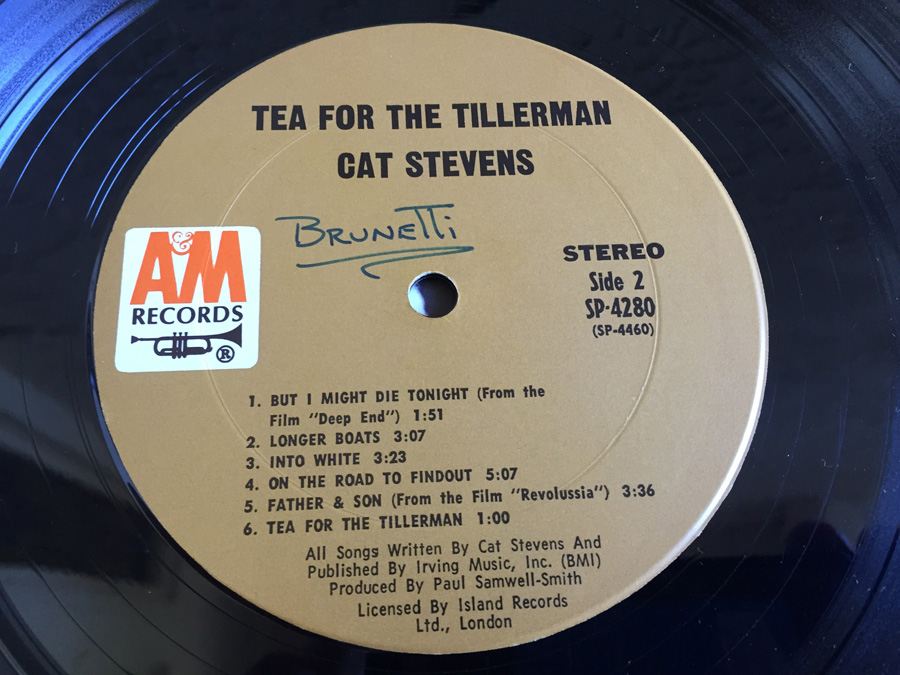 TEA FOR THE TILLERMAN
CAT STEVENS
Brunetti
A&M
RECORDS
®
STEREO
Side 2
SP-4280
(SP-4460)
1. BUT I MIGHT DIE TONIGHT (From the
Film "Deep End") 1:51
2. LONGER BOATS 3:07
3. INTO WHITE 3:23
4. ON THE ROAD TO FINDOUT 5:07
5. FATHER & SON (From the Film "Revolussia") 3:36
6. TEA FOR THE TILLERMAN 1:00
All Songs Written By Cat Stevens And
Published By Irving Music, Inc. (BMI)
Produced By Paul Samwell-Smith
Licensed By Island Records
Ltd., London